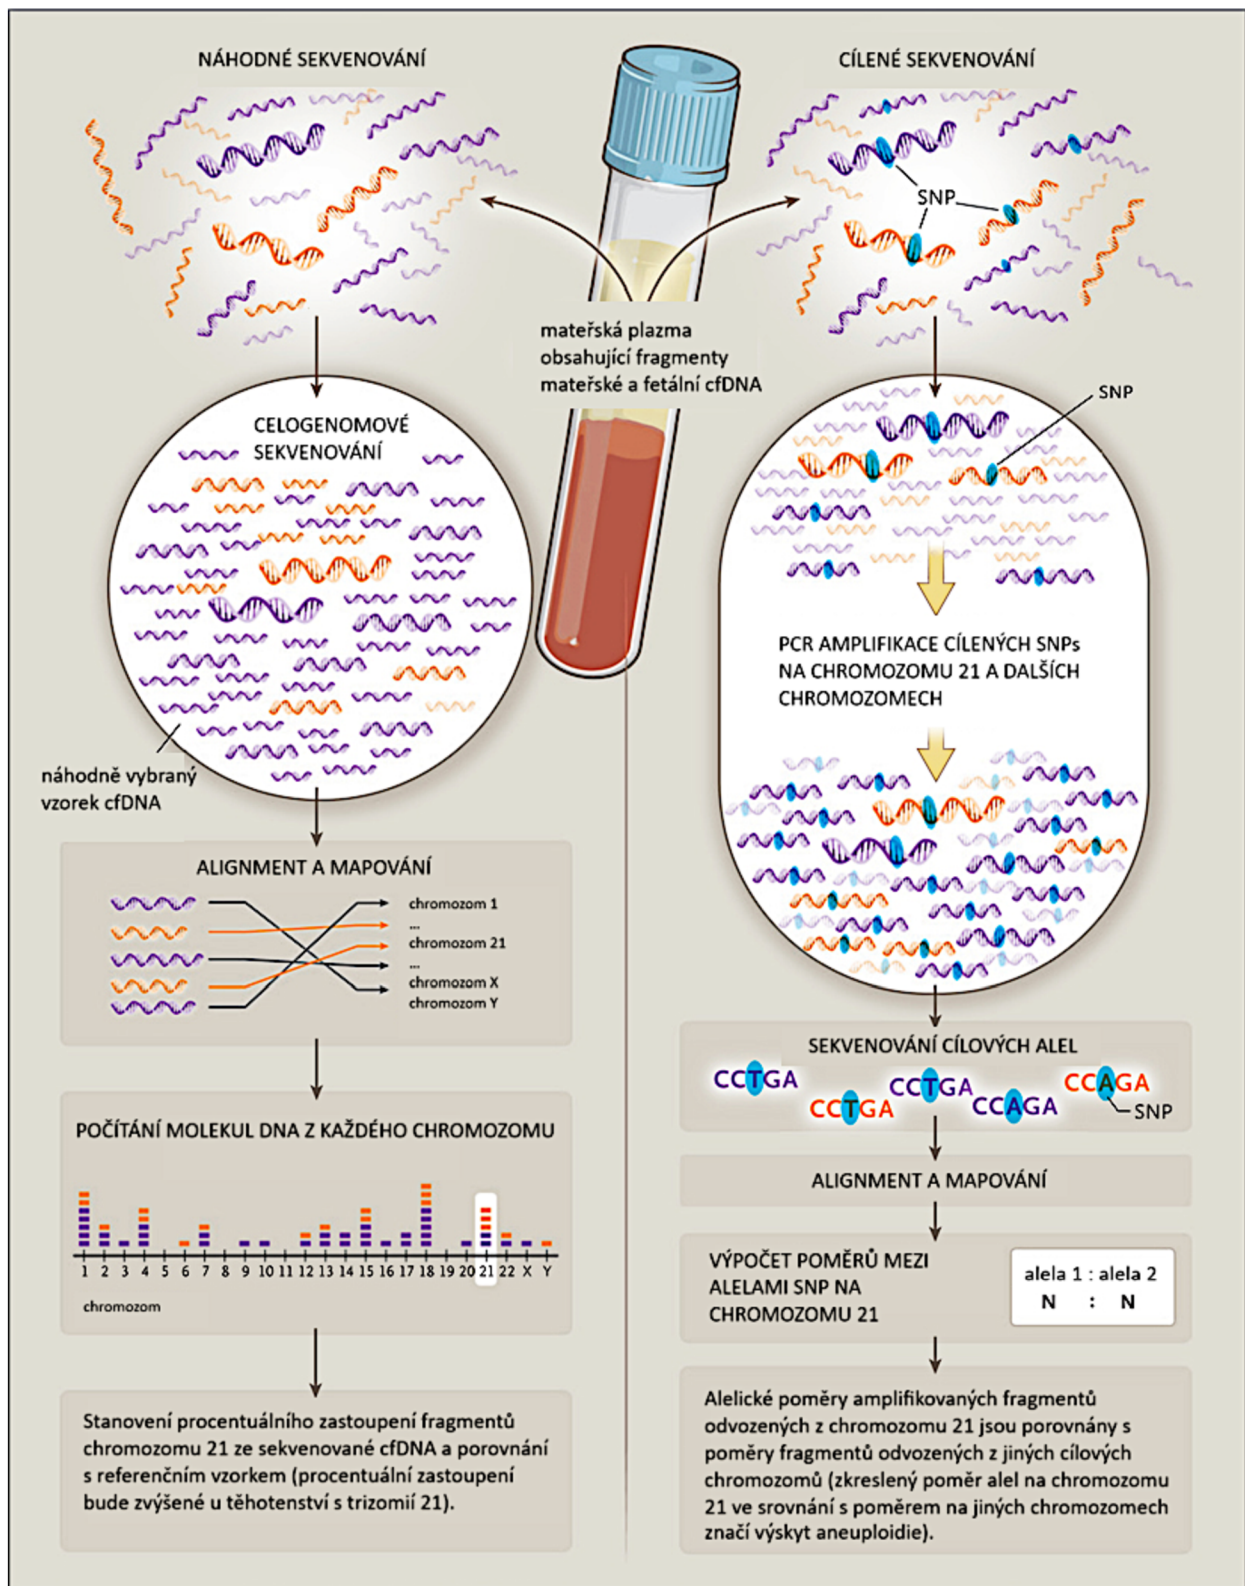 NÁHODNÉ SEKVENOVÁNÍ
CÍLENÉ SEKVENOVÁNÍ
SNP
mateřská plazma
obsahující fragmenty
mateřské a fetální cfDNA
CELOGENOMOVÉ
SEKVENOVÁNÍ
náhodně vybraný
vzorek cfDNA
ALIGNMENT A MAPOVÁNÍ
chromozom 1
...
chromozom 21
...
chromozom X
chromozom Y
POČÍTÁNÍ MOLEKUL DNA Z KAŽDÉHO CHROMOZOMU
1 2 3 4 5 6 7 8 9 10 11 12 13 14 15 16 17 18 19 20 21 22 X Y
chromozom
Stanovení procentuálního zastoupení fragmentů
chromozomu 21 ze sekvenované cfDNA a porovnání
s referenčním vzorkem (procentuální zastoupení
bude zvýšené u těhotenství s trizomií 21).
SNP
PCR AMPLIFIKACE CÍLENÝCH SNPs
NA CHROMOZOMU 21 A DALŠÍCH
CHROMOZOMECH
SEKVENOVÁNÍ CÍLOVÝCH ALEL
CCTGA
CCTGA
CCTGA
CCAGA
CCAGA
SNP
ALIGNMENT A MAPOVÁNÍ
VÝPOČET POMĚRŮ MEZI
ALELAMI SNP NA
CHROMOZOMU 21
alela 1 : alela 2
N : N
Alelické poměry amplifikovaných fragmentů
odvozených z chromozomu 21 jsou porovnány s
poměry fragmentů odvozených z jiných cílových
chromozomů (zkreslený poměr alel na chromozomu
21 ve srovnání s poměrem na jiných chromozomech
značí výskyt aneuploidie).